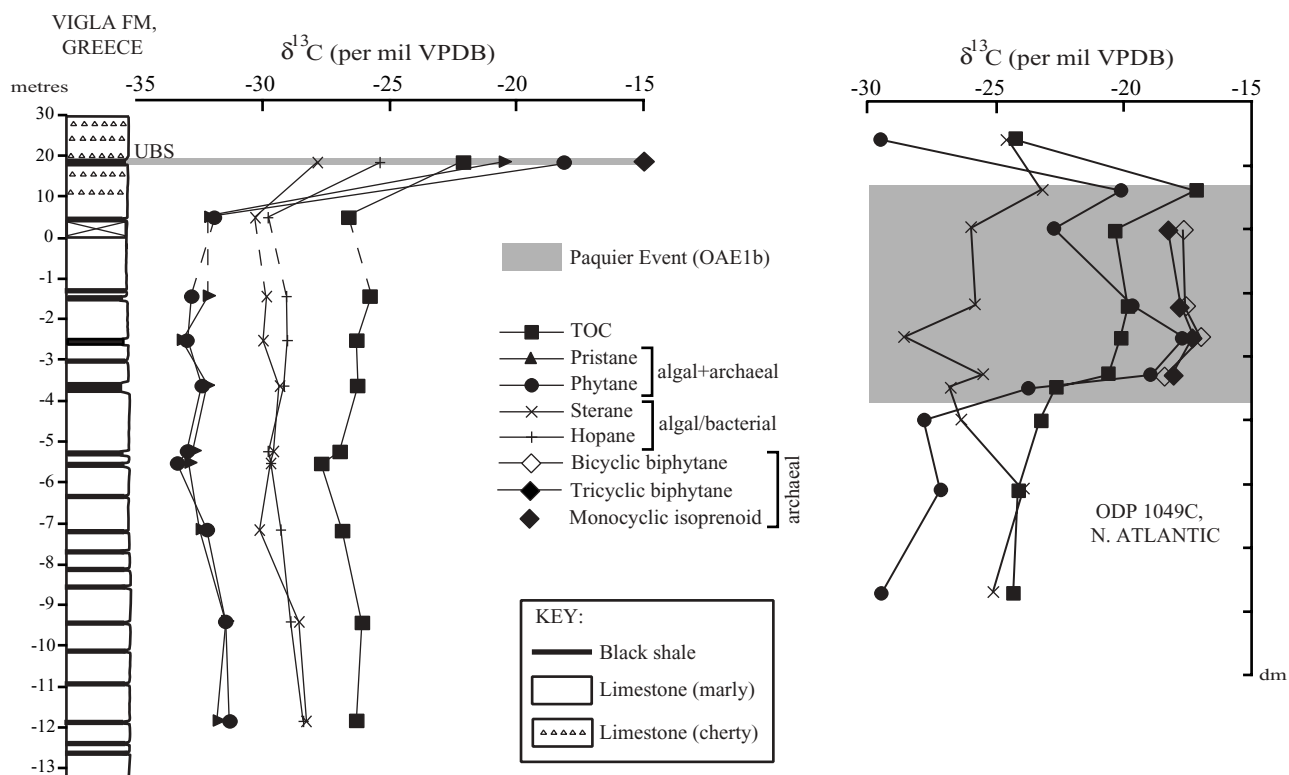 VIGLA FM,
GREECE
δ13C (per mil VPDB)
metres
-35
-30
-25
-20
-15
30
20
10
0
-1
-2
-3
-4
-5
-6
-7
-8
-9
-10
-11
-12
-13
UBS
Paquier Event (OAE1b)
TOC
Pristane
Phytane
algal+archaeal
Sterane
Hopane
algal/bacterial
Bicyclic biphytane
Tricyclic biphytane
Monocyclic isoprenoid
archaeal
KEY:
Black shale
Limestone (marly)
Limestone (cherty)
δ13C (per mil VPDB)
-30
-25
-20
-15
ODP 1049C,
N. ATLANTIC
dm